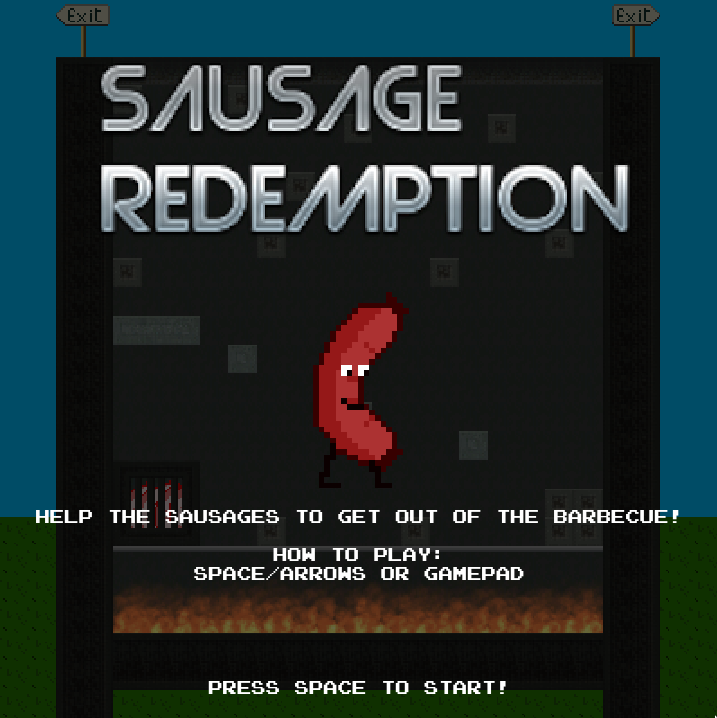 Exit
Exit
SAUSAGE
REDEMPTION
HELP THE SAUSAGES TO GET OUT OF THE BARBECUE!
HOW TO PLAY:
SPACE/ARROWS OR GAMEPAD
PRESS SPACE TO START!